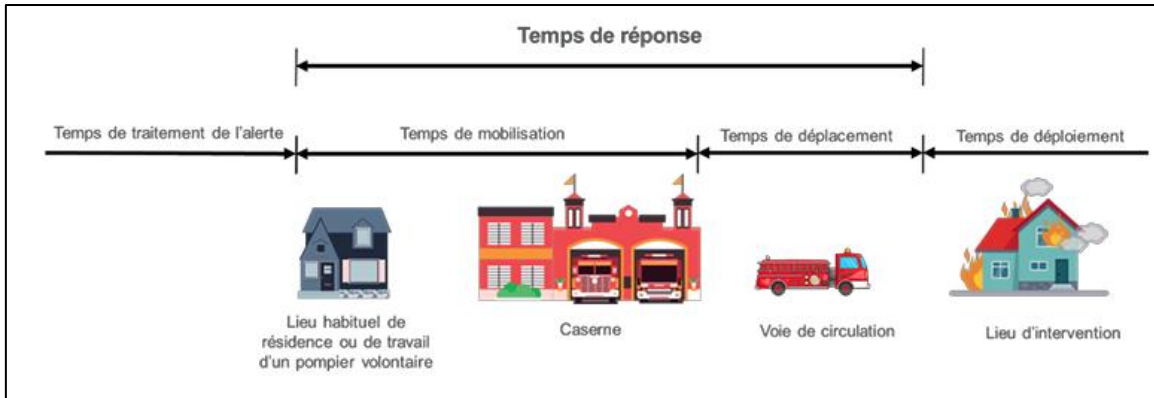 Temps de réponse
Temps de traitement de l'alerte
Temps de mobilisation
Temps de déplacement
Temps de déploiement
Lieu habituel de
résidence ou de travail
d'un pompier volontaire
Caserne
Voie de circulation
Lieu d'intervention